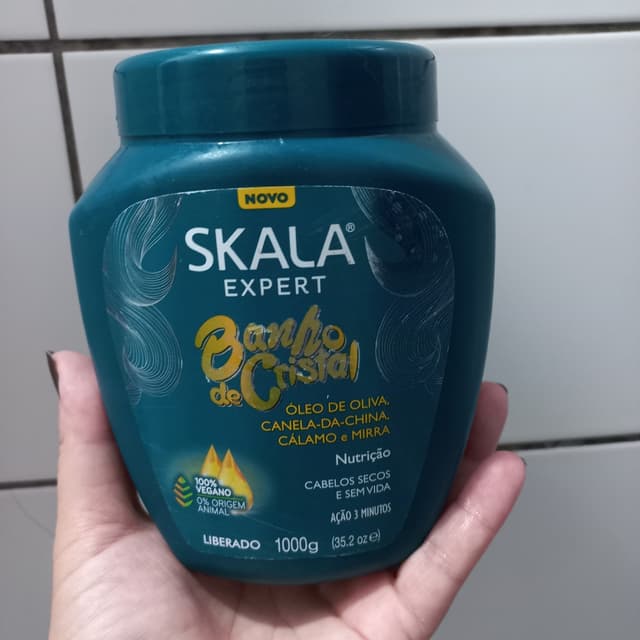 NOVO
SKALA®
EXPERT
Banho
de Cristal
ÓLEO DE OLIVA,
CANELA-DA-CHINA,
CÁLAMO e MIRRA
Nutrição
CABELOS SECOS
E SEM VIDA
AÇÃO 3 MINUTOS
100%
VEGANO
0% ORIGEM
ANIMAL
LIBERADO 1000g (35.2 oz e)